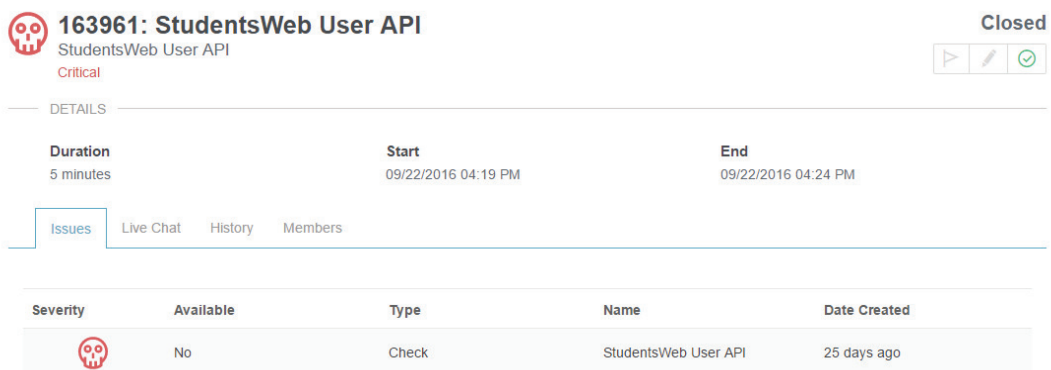 163961: StudentsWeb User API
Closed
StudentsWeb User API
Critical
DETAILS
Duration Start End
5 minutes 09/22/2016 04:19 PM 09/22/2016 04:24 PM
Issues Live Chat History Members
Severity Available Type Name Date Created
No Check StudentsWeb User API 25 days ago